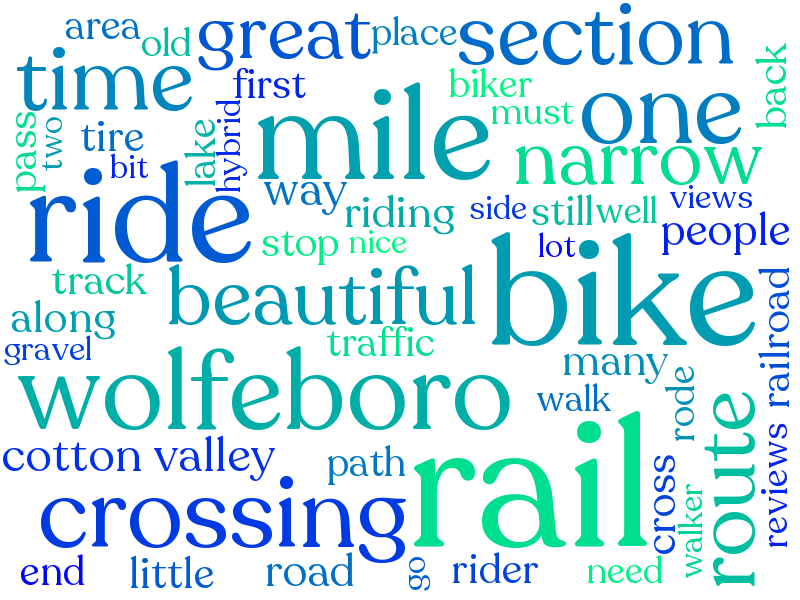 area
old
great
place
section
time
first
biker
must
one
back
pass
two
tire
bit
lake
hybrid
mile
narrow
way
riding
side
still
well
views
people
ride
stop
nice
lot
track
beautiful
bike
along
gravel
traffic
many
railroad
wolfeboro
walk
rode
route
cotton valley
path
rail
cross
reviews
crossing
walker
end
little
road
go
rider
need